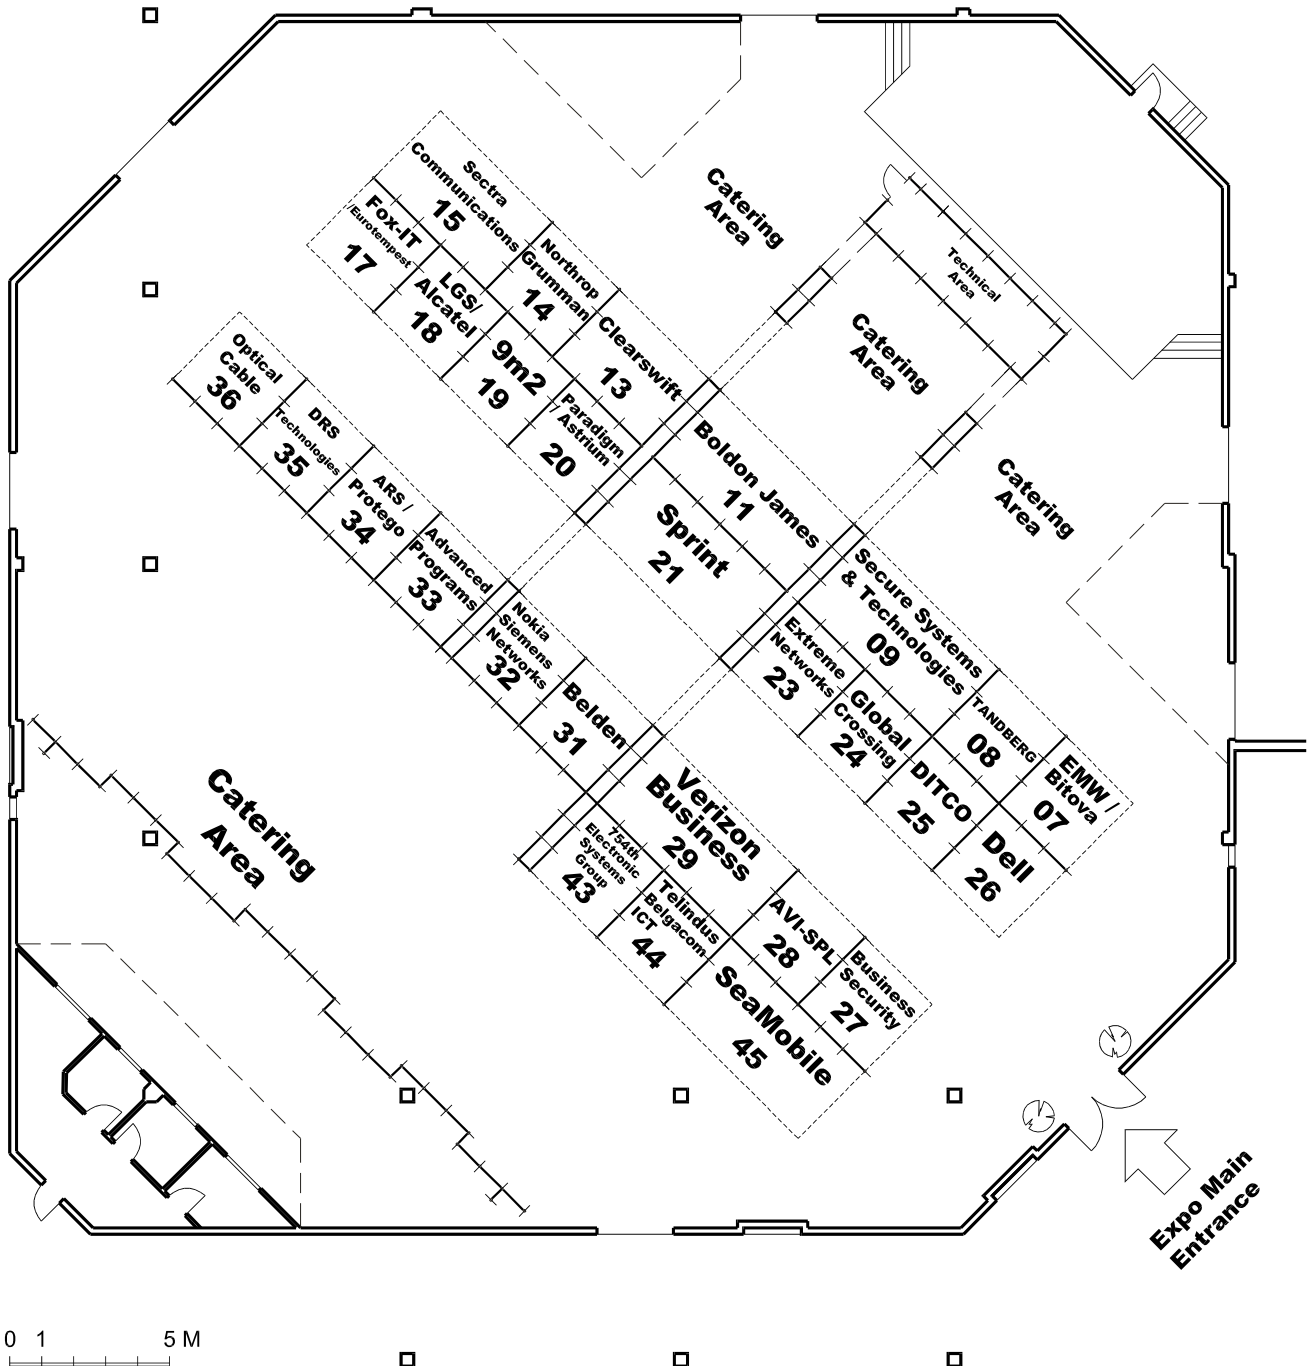 Catering
Area
Sectra
Communications
15
Fox-IT
/Eurotempest
17
Northrop
Grumman
14
LGS/
Alcatel
18
Clearswift
13
9m2
19
Paradigm
/ Astrium
20
Technical
Area
Catering
Area
Catering
Area
Optical
Cable
36
DRS
Technologies
35
ARS /
Protego
34
Advanced
Programs
33
Boldon James
11
Sprint
21
Nokia
Siemens
Networks
32
Belden
31
Secure Systems
& Technologies
09
Extreme
Networks
23
Global
Crossing
24
TANDBERG
08
EMW /
Bitova
07
DITCO
25
Dell
26
Catering
Area
Verizon
Business
29
754th
Electronic
Systems
Group
43
Telindus
Belgacom
ICT
44
AVI-SPL
28
Business
Security
27
SeaMobile
45
Expo Main
Entrance
0 1 5 M